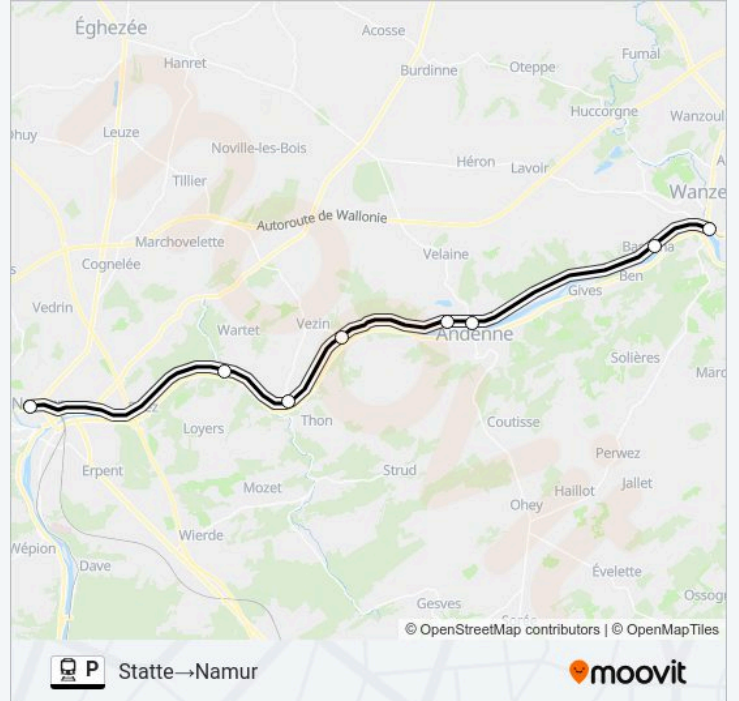 Éghezée
Acosse
Hanret
Burdinne
Oteppe
Fumal
Huccorgne
Wanzoul
Leuze
Noville-les-Bois
Héron
Lavoir
Tillier
Wanze
Autoroute de Wallonie
Marchovelette
Cognelée
Velaine
Ben
Gives
Vedrin
Wartet
Vezin
Andenne
Solières
Loyers
Thon
Coutisse
Erpent
Mozet
Strud
Perwez
Haillot
Jallet
Ohey
Wierde
Wépion
Dave
Évelette
Gesves
© OpenStreetMap contributors | © OpenMapTiles
P Statte→Namur
moovit